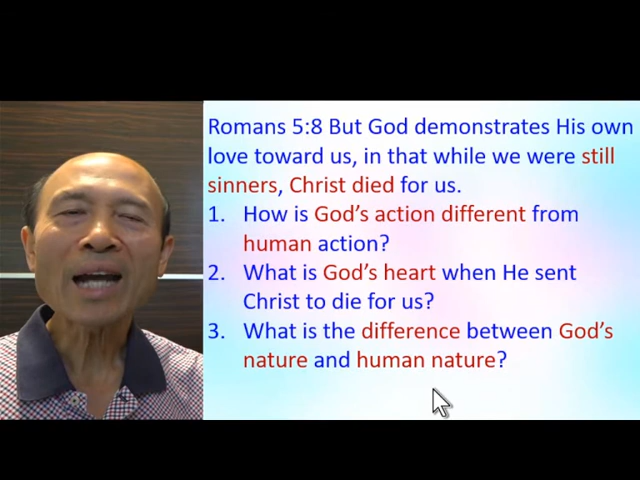 Romans 5:8 But God demonstrates His own
love toward us, in that while we were still
sinners, Christ died for us.
1. How is God’s action different from
human action?
2. What is God’s heart when He sent
Christ to die for us?
3. What is the difference between God’s
nature and human nature?